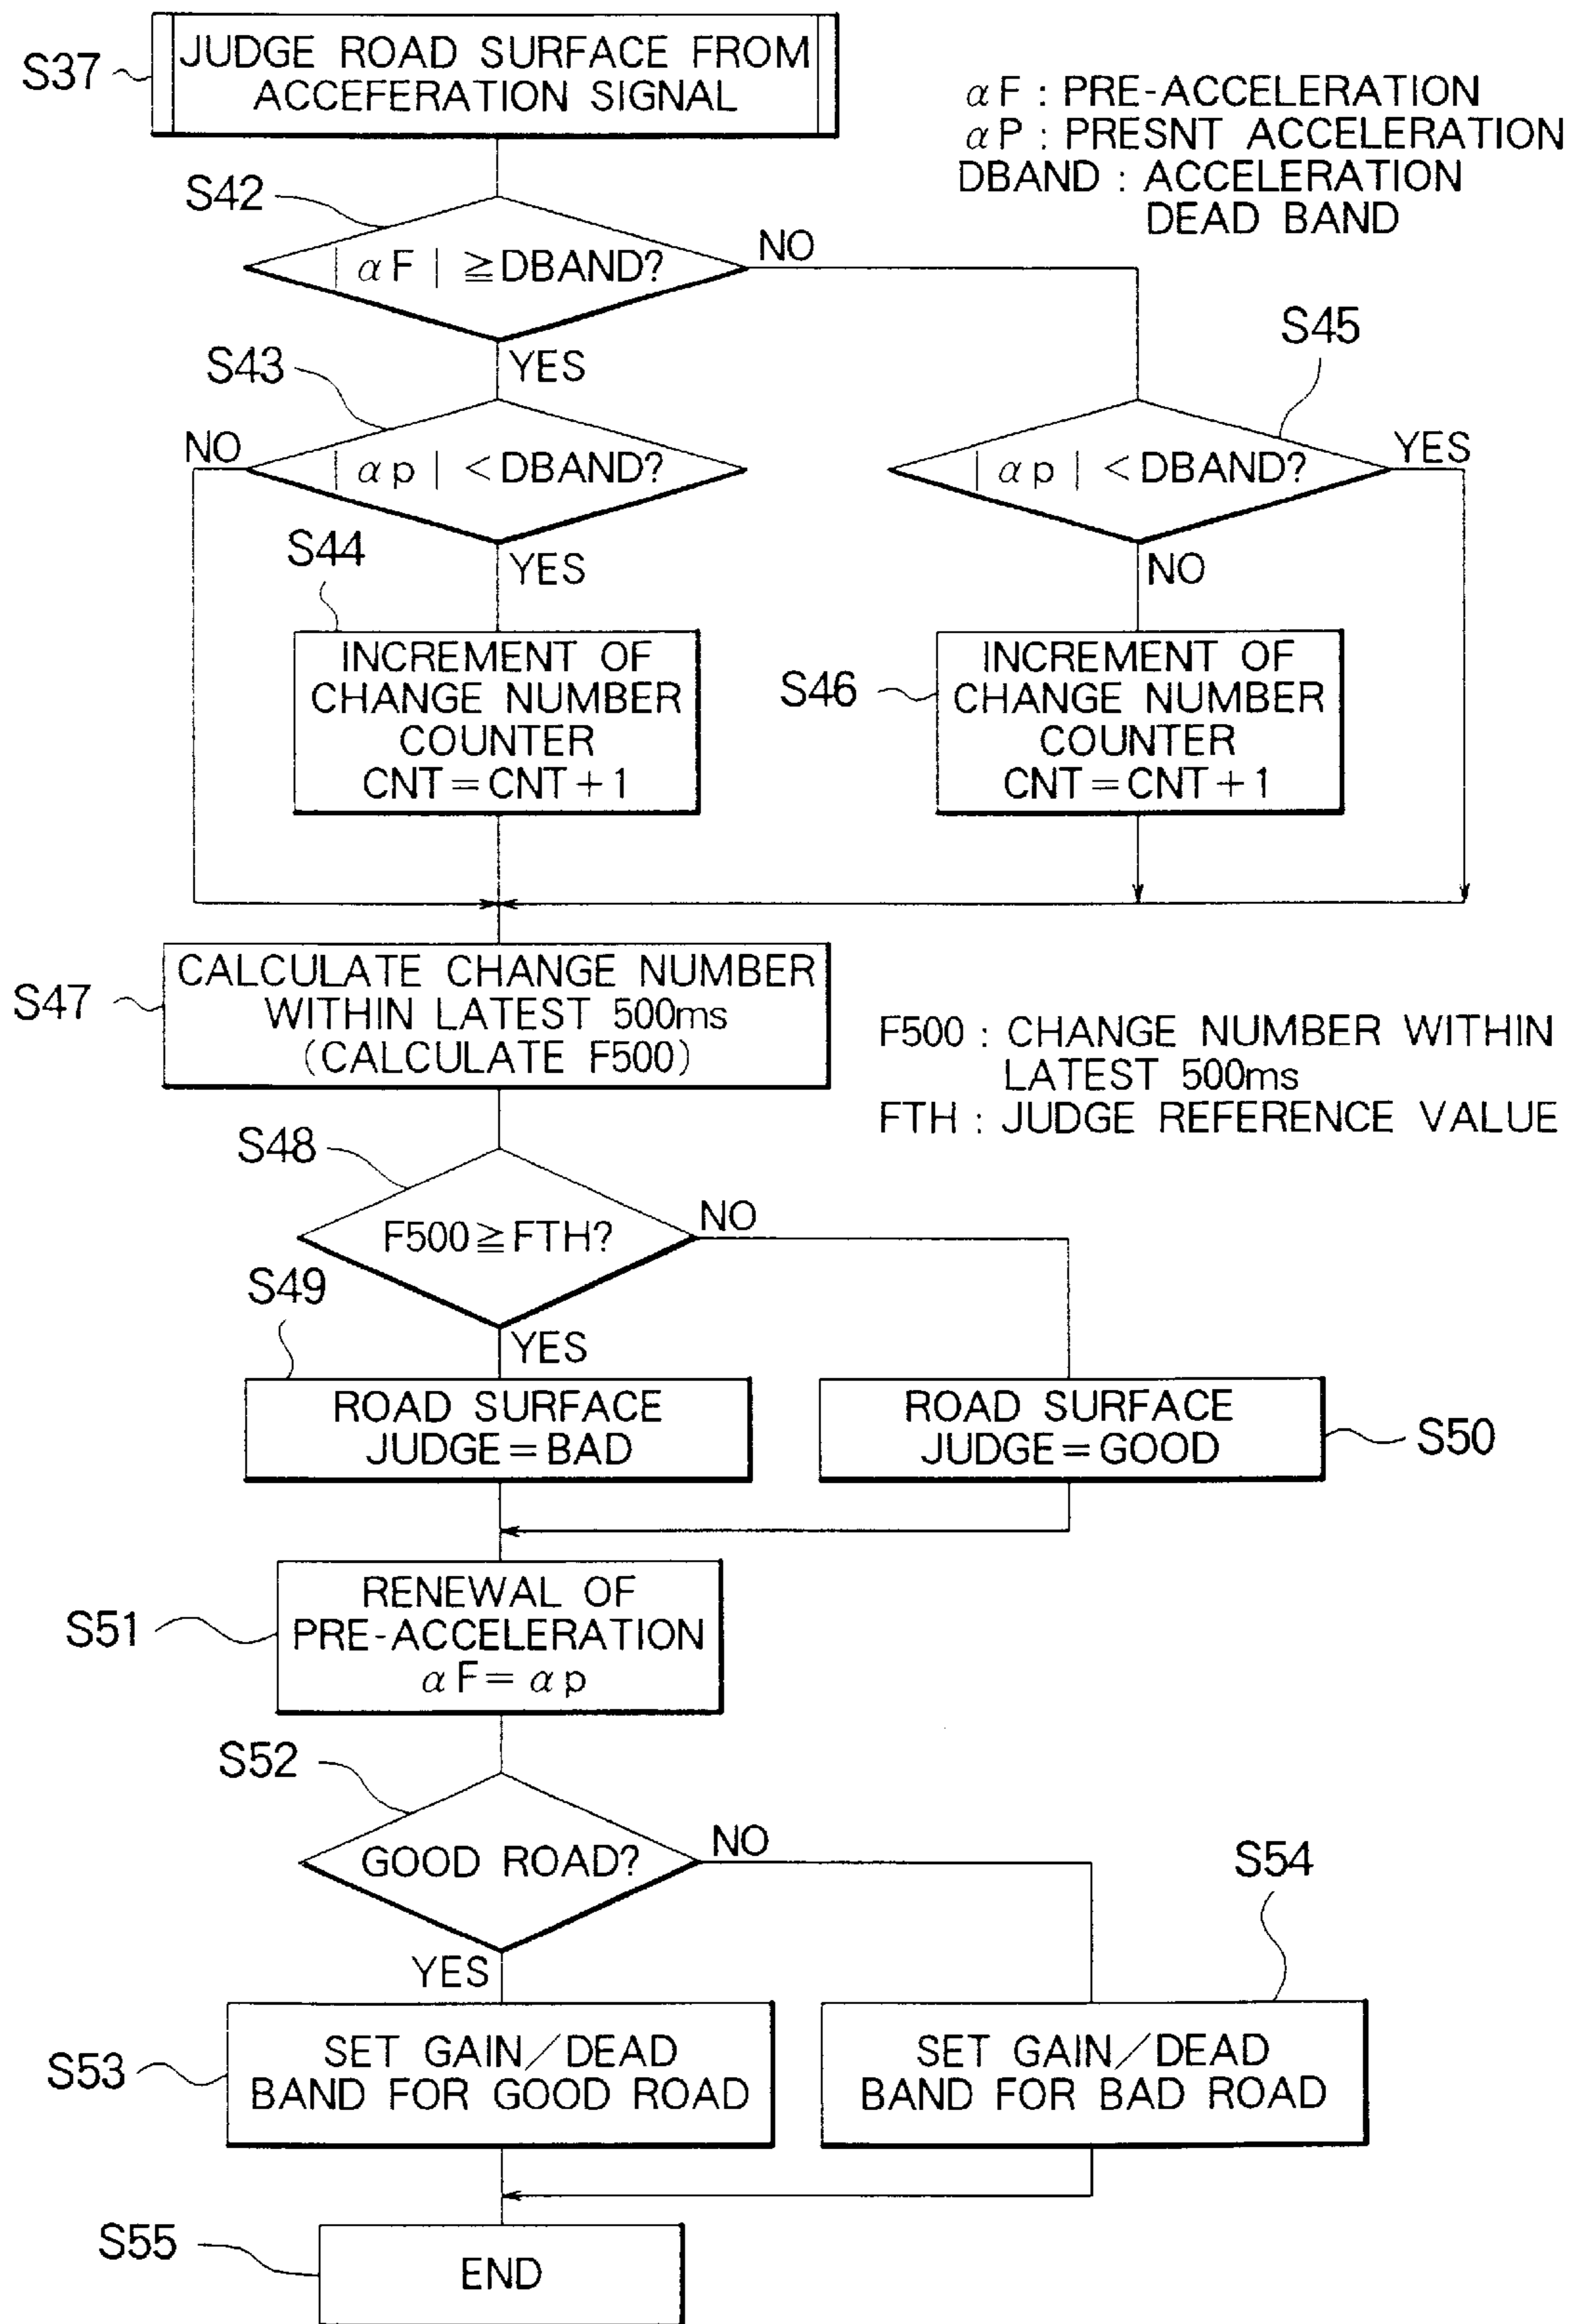 S37
JUDGE ROAD SURFACE FROM
ACCEFERATION SIGNAL
αF : PRE-ACCELERATION
αP : PRESNT ACCELERATION
DBAND : ACCELERATION
DEAD BAND
S42
| αF | ≧DBAND?
NO
YES
S43
NO
| αp | <DBAND?
YES
S45
| αp | <DBAND?
YES
NO
S44
INCREMENT OF
CHANGE NUMBER
COUNTER
CNT=CNT+1
S46
INCREMENT OF
CHANGE NUMBER
COUNTER
CNT=CNT+1
S47
CALCULATE CHANGE NUMBER
WITHIN LATEST 500ms
(CALCULATE F500)
F500 : CHANGE NUMBER WITHIN
LATEST 500ms
FTH : JUDGE REFERENCE VALUE
S48
F500≧FTH?
NO
YES
S49
ROAD SURFACE
JUDGE=BAD
ROAD SURFACE
JUDGE=GOOD
S50
S51
RENEWAL OF
PRE-ACCELERATION
αF=αp
S52
GOOD ROAD?
NO
YES
S53
SET GAIN/DEAD
BAND FOR GOOD ROAD
S54
SET GAIN/DEAD
BAND FOR BAD ROAD
S55
END